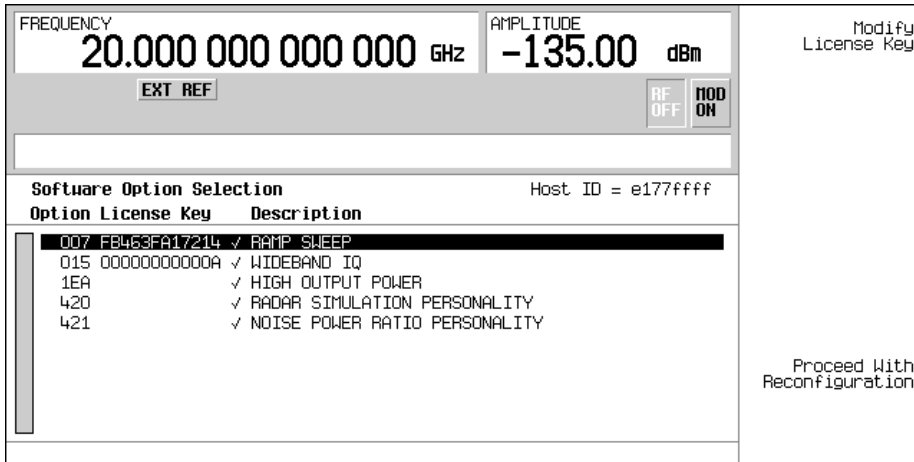 FREQUENCY
20.000 000 000 000 GHz
AMPLITUDE
-135.00 dBm
EXT REF
RF OFF
MOD ON
Modify
License Key
Software Option Selection Host ID = e177ffff
Option License Key Description
007 FB463FA17214 ✓ RAMP SWEEP
015 00000000000A ✓ WIDEBAND IQ
1EA ✓ HIGH OUTPUT POWER
420 ✓ RADAR SIMULATION PERSONALITY
421 ✓ NOISE POWER RATIO PERSONALITY
Proceed With
Reconfiguration